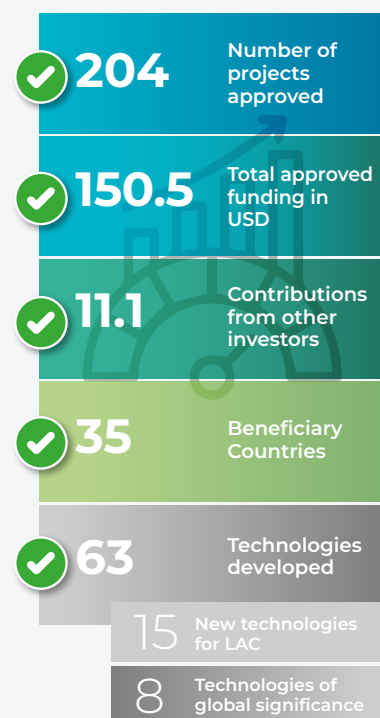 204
Number of
projects
approved
150.5
Total approved
funding in
USD
11.1
Contributions
from other
investors
35
Beneficiary
Countries
63
Technologies
developed
15
New technologies
for LAC
8
Technologies of
global significance